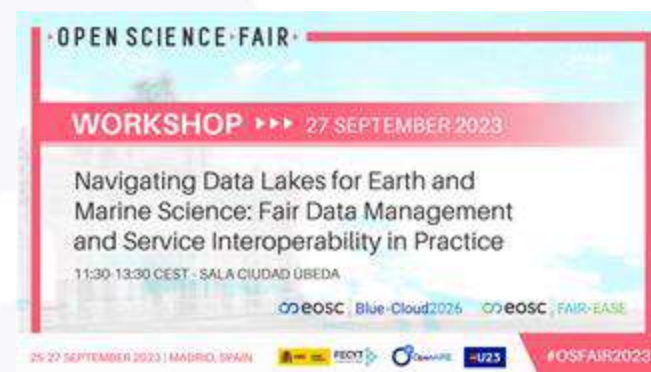 ·OPEN SCIENCE·FAIR·
WORKSHOP ▸▸▸ 27 SEPTEMBER 2023
Navigating Data Lakes for Earth and
Marine Science: Fair Data Management
and Service Interoperability in Practice
11:30-13:30 CEST - SALA CIUDAD ÚBEDA
eosc Blue-Cloud2026 eosc FAIR-EASE
25-27 SEPTEMBER 2023 | MADRID, SPAIN FECYT OpenAIRE EU23 #OSFAIR2023